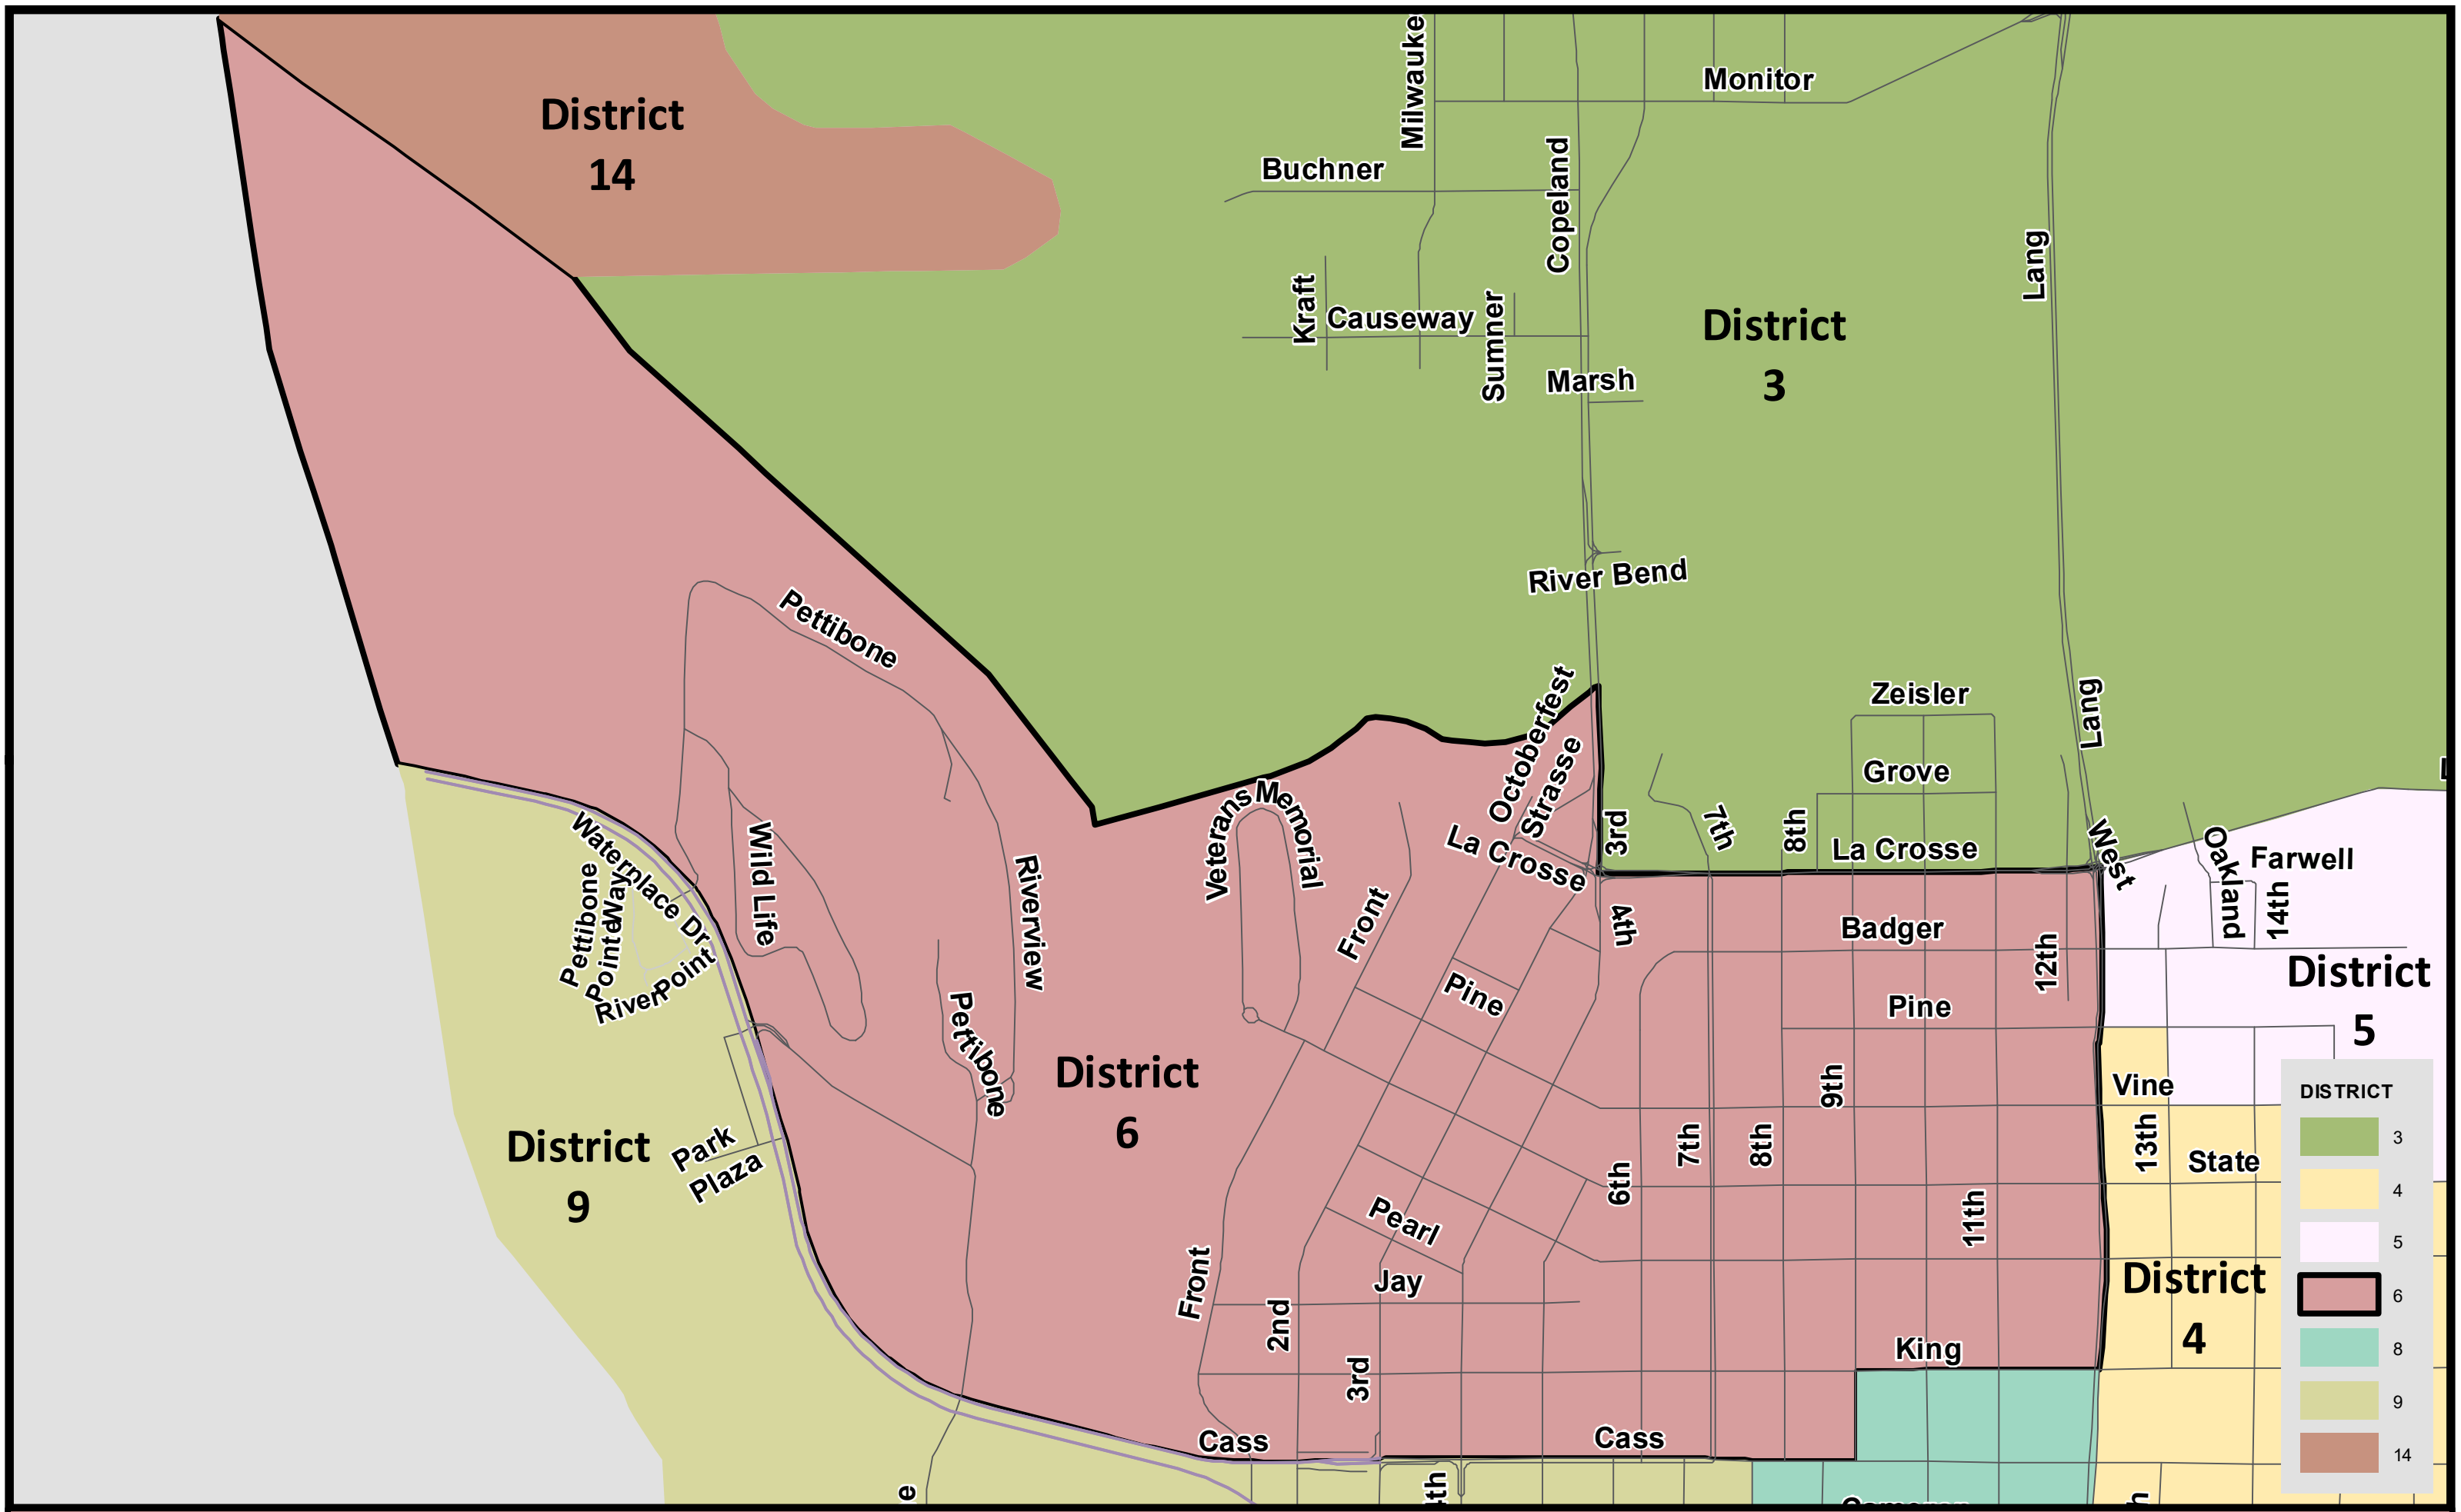 Milwauke
Monitor
District
14
Buchner
Copeland
Lang
Kraft
Causeway
Sumner
District
3
Marsh
River Bend
Pettibone
Octoberfest
Strasse
Zeisler
Lang
Grove
Veterans Memorial
La Crosse
3rd
7th
8th
La Crosse
West
Oakland
Farwell
14th
Waterplace Dr.
Pettibone
Pointe Way
River Point
Wild Life
Riverview
Front
4th
Badger
12th
District
5
Pine
Pine
Pettibone
District
6
9th
Vine
District
9
Park
Plaza
6th
7th
8th
13th
State
11th
Pearl
Front
Jay
2nd
3rd
King
District
4
Cass
Cass
DISTRICT
3
4
5
6
8
9
14